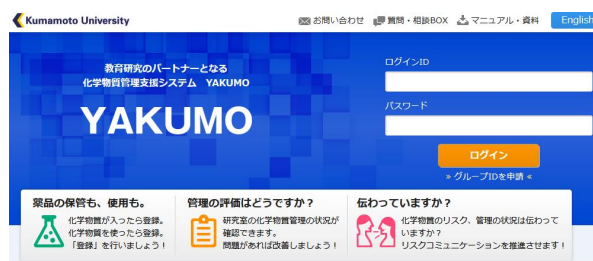 Kumamoto University
お問い合わせ 質問・相談BOX マニュアル・資料 English
教育研究のパートナーとなる
化学物質管理支援システム YAKUMO
YAKUMO
ログインID
パスワード
ログイン
» グループIDを申請 «
薬品の保管も、使用も。
化学物質が入ったら登録。
化学物質を使ったら登録。
「登録」を行いましょう！
管理の評価はどうですか？
研究室の化学物質管理の状況が
確認できます。
問題があれば改善しましょう！
伝わっていますか？
化学物質のリスク、管理の状況は伝わって
いますか？
リスクコミュニケーションを推進させます！